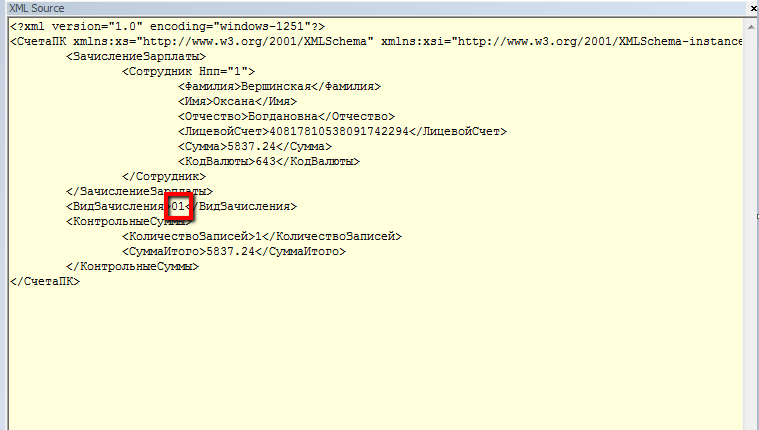 XML Source
<?xml version="1.0" encoding="windows-1251"?>
<СчетаПК xmlns:xs="http://www.w3.org/2001/XMLSchema" xmlns:xsi="http://www.w3.org/2001/XMLSchema-instance
<ЗачислениеЗарплаты>
<Сотрудник Нпп="1">
<Фамилия>Вершинская</Фамилия>
<Имя>Оксана</Имя>
<Отчество>Богдановна</Отчество>
<ЛицевойСчет>40817810538091742294</ЛицевойСчет>
<Сумма>5837.24</Сумма>
<КодВалюты>643</КодВалюты>
</Сотрудник>
</ЗачислениеЗарплаты>
<ВидЗачисления>01</ВидЗачисления>
<КонтрольныеСуммы>
<КоличествоЗаписей>1</КоличествоЗаписей>
<СуммаИтого>5837.24</СуммаИтого>
</КонтрольныеСуммы>
</СчетаПК>